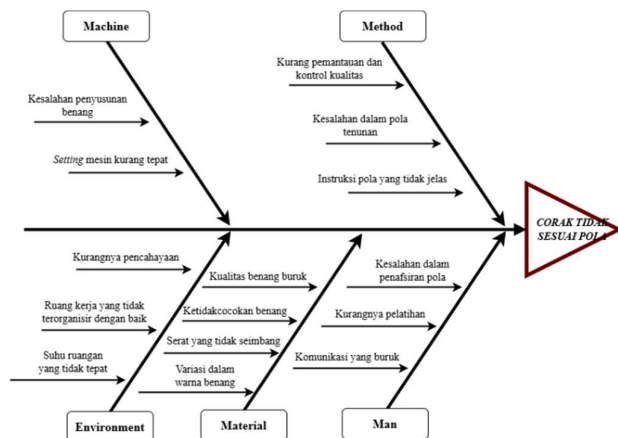 Machine
Method
Kurang pemantauan dan
kontrol kualitas
Kesalahan penyusunan
benang
Kesalahan dalam pola
tenunan
Setting mesin kurang tepat
Instruksi pola yang tidak jelas
CORAK TIDAK
SESUAI POLA
Kurangnya pencahayaan
Kualitas benang buruk
Kesalahan dalam
penafsiran pola
Ruang kerja yang tidak
terorganisir dengan baik
Ketidakcocokan benang
Kurangnya pelatihan
Serat yang tidak seimbang
Suhu ruangan
yang tidak tepat
Variasi dalam
warna benang
Komunikasi yang buruk
Environment
Material
Man